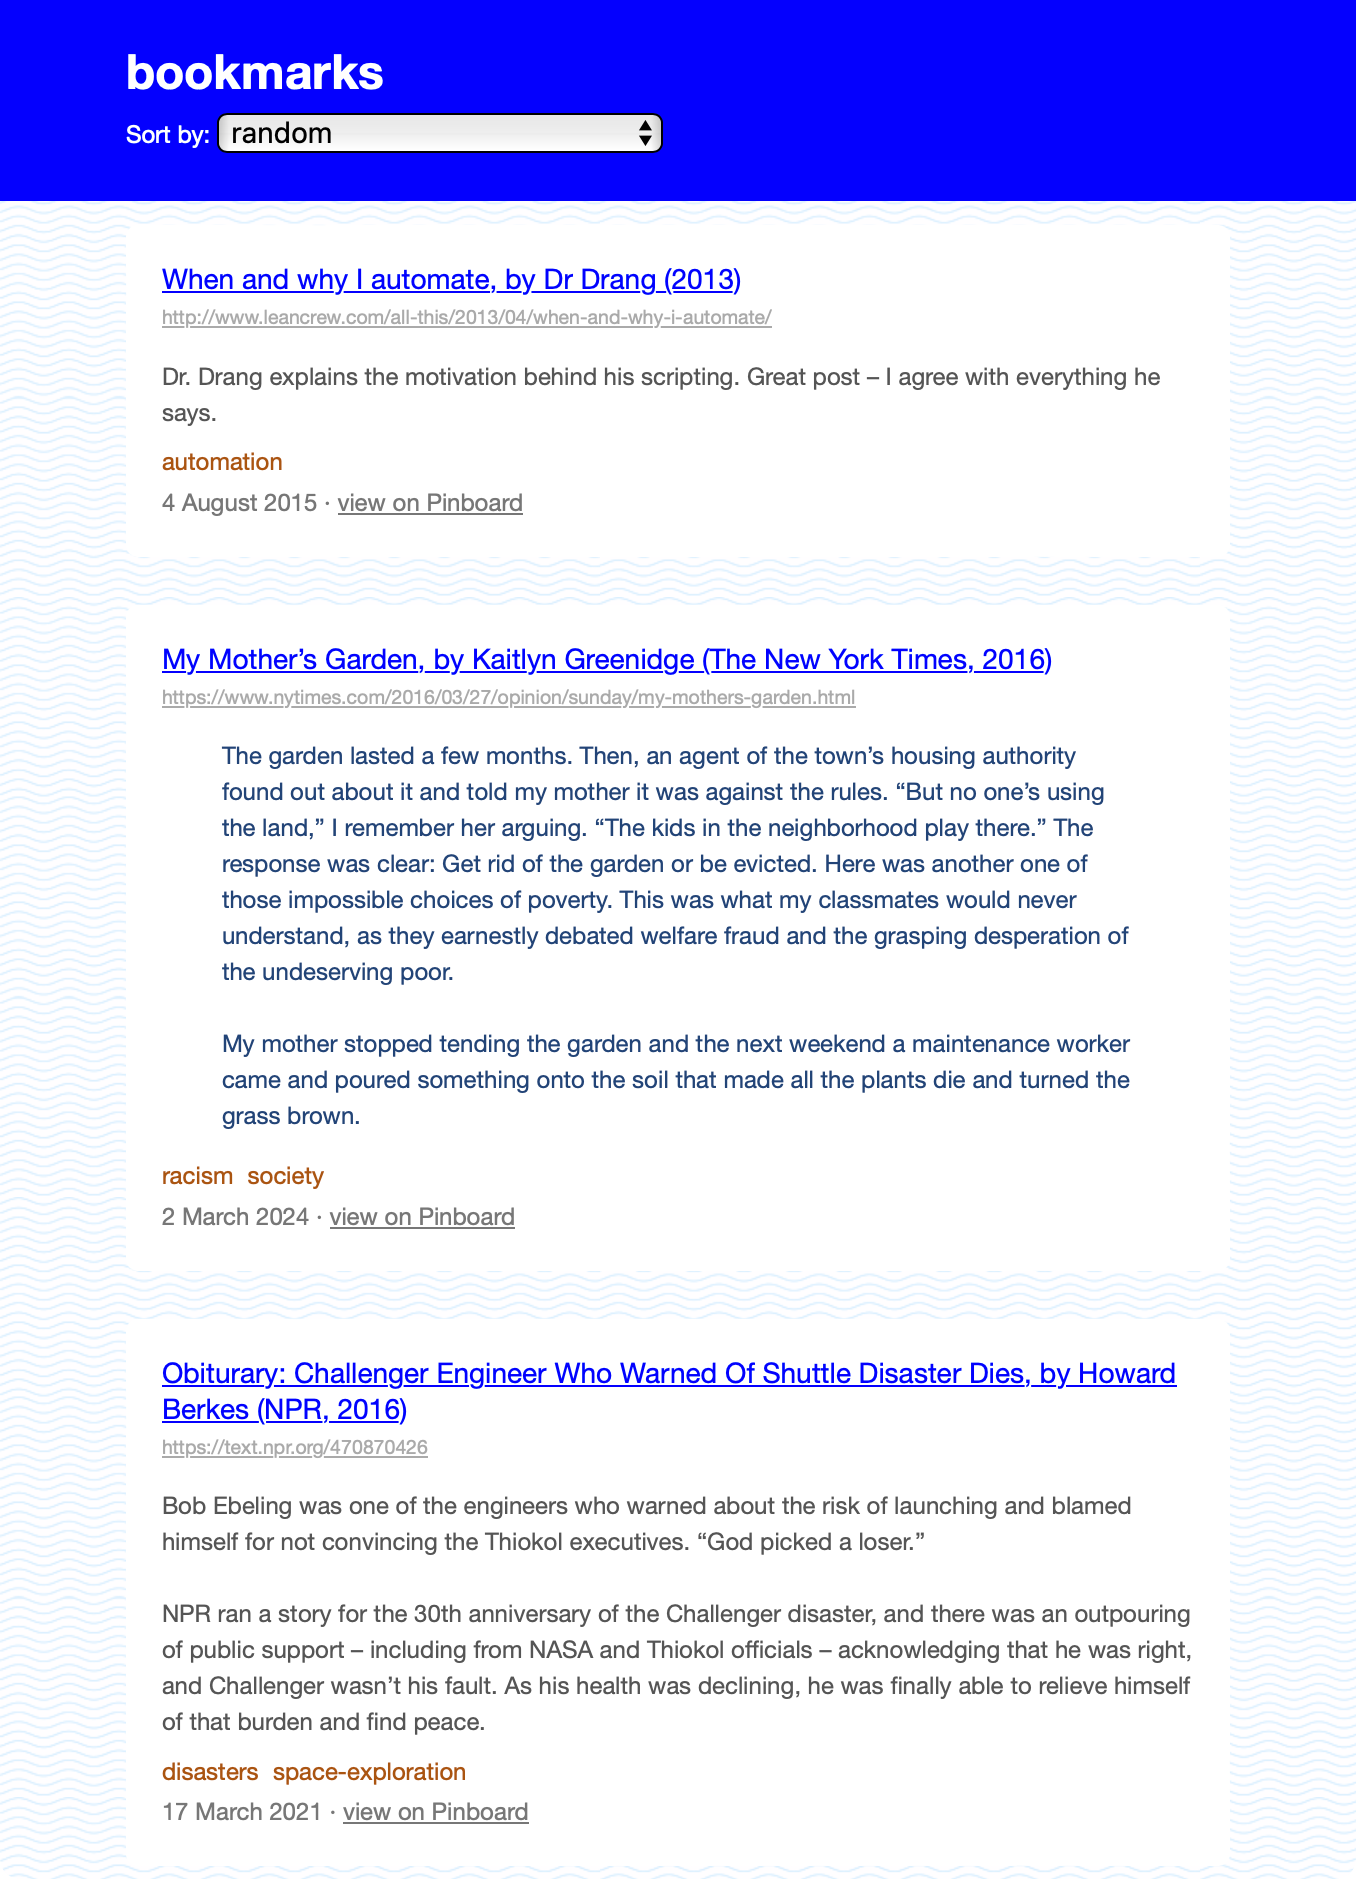 bookmarks
Sort by: random
When and why I automate, by Dr Drang (2013)
http://www.leancrew.com/all-this/2013/04/when-and-why-i-automate/
Dr. Drang explains the motivation behind his scripting. Great post – I agree with everything he
says.
automation
4 August 2015 · view on Pinboard
My Mother’s Garden, by Kaitlyn Greenidge (The New York Times, 2016)
https://www.nytimes.com/2016/03/27/opinion/sunday/my-mothers-garden.html
The garden lasted a few months. Then, an agent of the town’s housing authority
found out about it and told my mother it was against the rules. “But no one’s using
the land,” I remember her arguing. “The kids in the neighborhood play there.” The
response was clear: Get rid of the garden or be evicted. Here was another one of
those impossible choices of poverty. This was what my classmates would never
understand, as they earnestly debated welfare fraud and the grasping desperation of
the undeserving poor.
My mother stopped tending the garden and the next weekend a maintenance worker
came and poured something onto the soil that made all the plants die and turned the
grass brown.
racism society
2 March 2024 · view on Pinboard
Obiturary: Challenger Engineer Who Warned Of Shuttle Disaster Dies, by Howard
Berkes (NPR, 2016)
https://text.npr.org/470870426
Bob Ebeling was one of the engineers who warned about the risk of launching and blamed
himself for not convincing the Thiokol executives. “God picked a loser.”
NPR ran a story for the 30th anniversary of the Challenger disaster, and there was an outpouring
of public support – including from NASA and Thiokol officials – acknowledging that he was right,
and Challenger wasn’t his fault. As his health was declining, he was finally able to relieve himself
of that burden and find peace.
disasters space-exploration
17 March 2021 · view on Pinboard